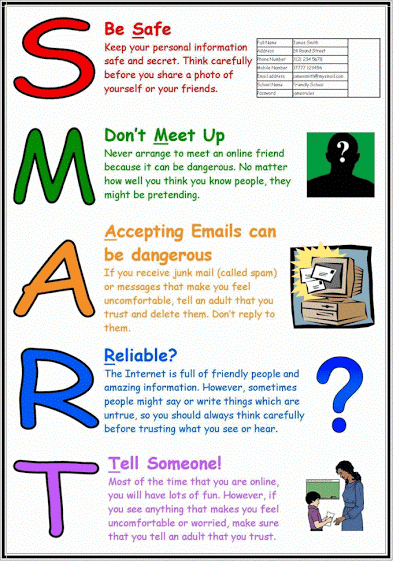 S
Be Safe
Keep your personal information
safe and secret. Think carefully
before you share a photo of
yourself or your friends.
Full Name James Smith
Address 26 Round Street
Phone Number 0121 234 5678
Mobile Number 07777 123456
Email address jamessmith@mymail.com
School Name Friendly School
Password jamesrules
M
Don't Meet Up
Never arrange to meet an online friend
because it can be dangerous. No matter
how well you think you know people, they
might be pretending.
?
A
Accepting Emails can
be dangerous
If you receive junk mail (called spam)
or messages that make you feel
uncomfortable, tell an adult that you
trust and delete them. Don't reply to
them.
R
Reliable?
The Internet is full of friendly people and
amazing information. However, sometimes
people might say or write things which are
untrue, so you should always think carefully
before trusting what you see or hear.
?
T
Tell Someone!
Most of the time that you are online,
you will have lots of fun. However, if
you see anything that makes you feel
uncomfortable or worried, make sure
that you tell an adult that you trust.